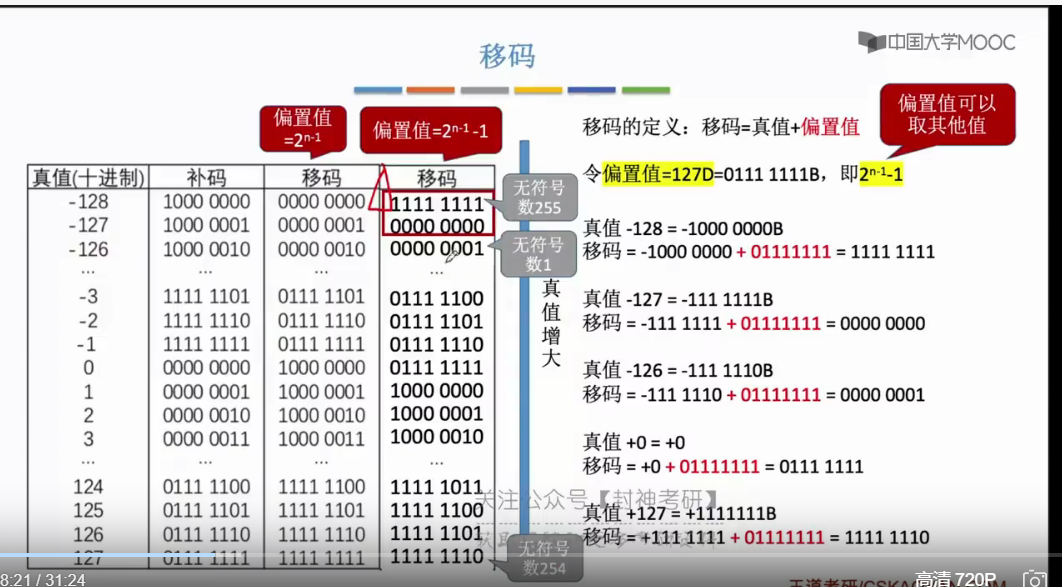 中国大学MOOC
移码
偏置值
=2ⁿ⁻¹
偏置值=2ⁿ⁻¹-1
偏置值可以
取其他值
移码的定义：移码=真值+偏置值
令偏置值=127D=0111 1111B，即2ⁿ⁻¹-1
真值(十进制) 补码 移码 移码
-128 1000 0000 0000 0000 1111 1111
-127 1000 0001 0000 0001 0000 0000
-126 1000 0010 0000 0010 0000 0001
... ... ... ...
-3 1111 1101 0111 1101 0111 1100
-2 1111 1110 0111 1110 0111 1101
-1 1111 1111 0111 1111 0111 1110
0 0000 0000 1000 0000 0111 1111
1 0000 0001 1000 0001 1000 0000
2 0000 0010 1000 0010 1000 0001
3 0000 0011 1000 0011 1000 0010
... ... ... ...
124 0111 1100 1111 1100 1111 1011
125 0111 1101 1111 1101 1111 1100
126 0111 1110 1111 1110 1111 1101
127 0111 1111 1111 1111 1111 1110
无符号
数255
无符号
数1
真
值
增
大
无符号
数254
真值 -128 = -1000 0000B
移码 = -1000 0000 + 01111111 = 1111 1111
真值 -127 = -111 1111B
移码 = -111 1111 + 01111111 = 0000 0000
真值 -126 = -111 1110B
移码 = -111 1110 + 01111111 = 0000 0001
真值 +0 = +0
移码 = +0 + 01111111 = 0111 1111
关注公众号【封神考研】
真值 +127 = +1111111B
移码 = +111 1111 + 01111111 = 1111 1110
8:21 / 31:24
高清 720P
王道考研/CSKA